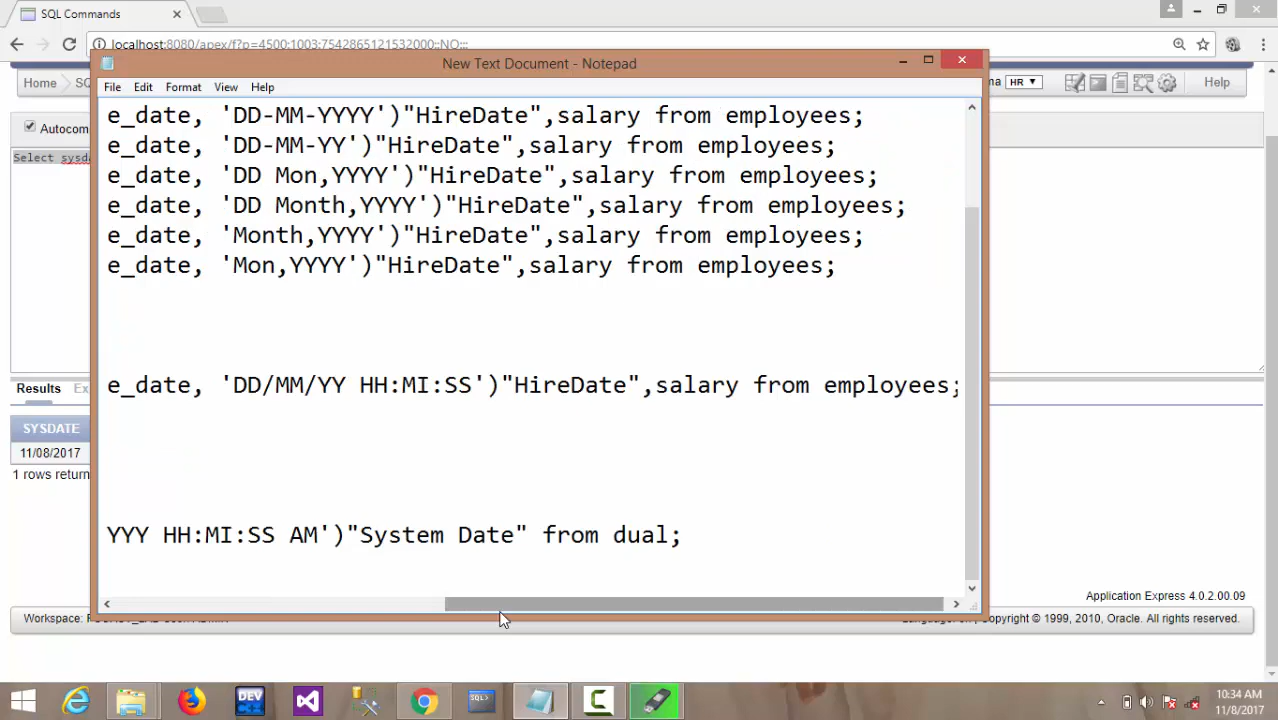 SQL Commands
localhost:8080/apex/f?p=4500:1003:7542865121532000::NO:::
New Text Document - Notepad
Home
SQ
ma HR
Help
File Edit Format View Help
Autocom
Select sysda
e_date, 'DD-MM-YYYY')"HireDate",salary from employees;
e_date, 'DD-MM-YY')"HireDate",salary from employees;
e_date, 'DD Mon,YYYY')"HireDate",salary from employees;
e_date, 'DD Month,YYYY')"HireDate",salary from employees;
e_date, 'Month,YYYY')"HireDate",salary from employees;
e_date, 'Mon,YYYY')"HireDate",salary from employees;
e_date, 'DD/MM/YY HH:MI:SS')"HireDate",salary from employees;
Results Ex
SYSDATE
11/08/2017
1 rows return
YYY HH:MI:SS AM')"System Date" from dual;
Application Express 4.0.2.00.09
Workspace:
Copyright © 1999, 2010, Oracle. All rights reserved.
DEV
SQL>
10:34 AM
11/8/2017